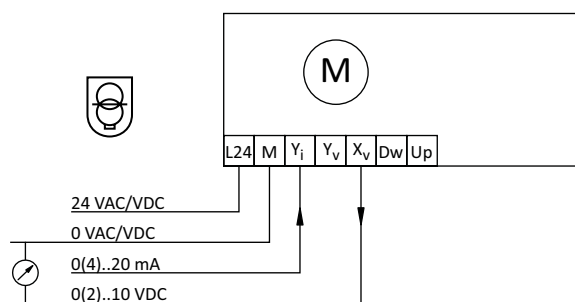 M
L24 M Yi Yv Xv Dw Up
24 VAC/VDC
0 VAC/VDC
0(4)..20 mA
0(2)..10 VDC